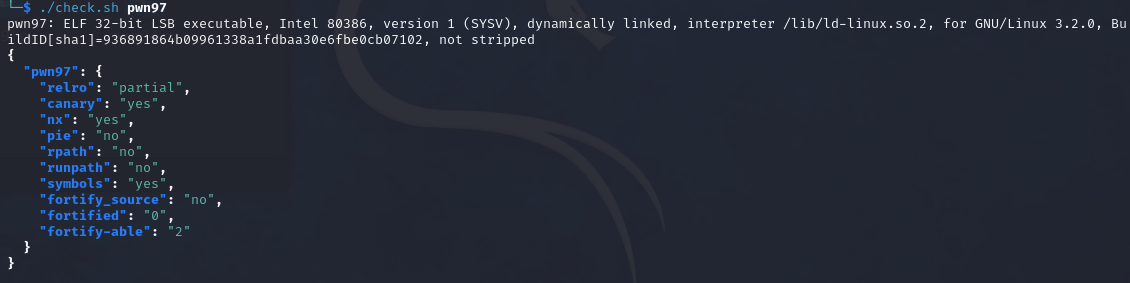 └─$ ./check.sh pwn97
pwn97: ELF 32-bit LSB executable, Intel 80386, version 1 (SYSV), dynamically linked, interpreter /lib/ld-linux.so.2, for GNU/Linux 3.2.0, Bu
ildID[sha1]=936891864b09961338a1fdbaa30e6fbe0cb07102, not stripped
{
  "pwn97": {
    "relro": "partial",
    "canary": "yes",
    "nx": "yes",
    "pie": "no",
    "rpath": "no",
    "runpath": "no",
    "symbols": "yes",
    "fortify_source": "no",
    "fortified": "0",
    "fortify-able": "2"
  }
}